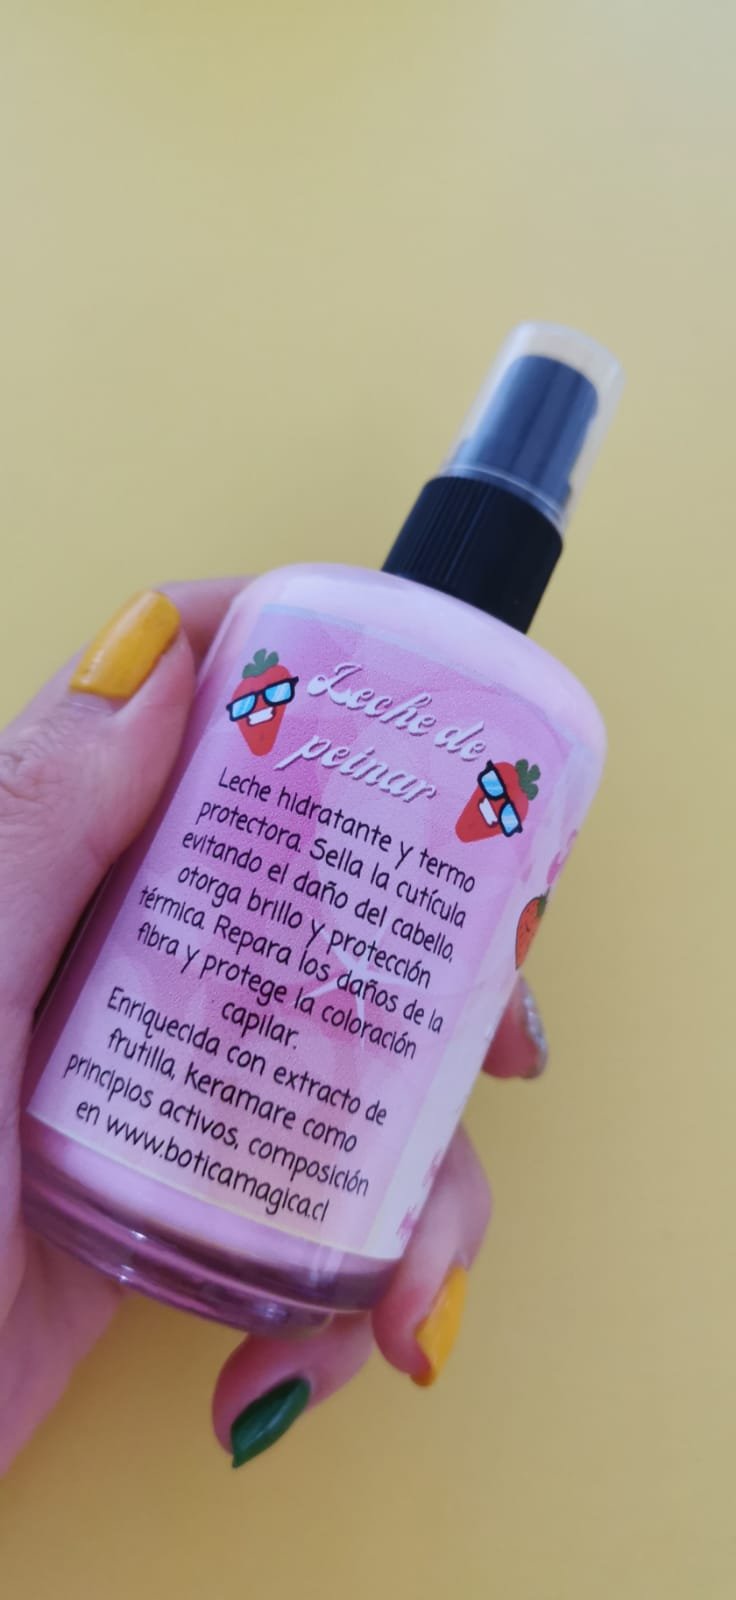 Leche de
peinar
Leche hidratante y termo
protectora. Sella la cutícula
evitando el daño del cabello,
otorga brillo y protección
térmica. Repara los daños de la
fibra y protege la coloración
capilar.
Enriquecida con extracto de
frutilla, keramare como
principios activos, composición
en www.boticamagica.cl